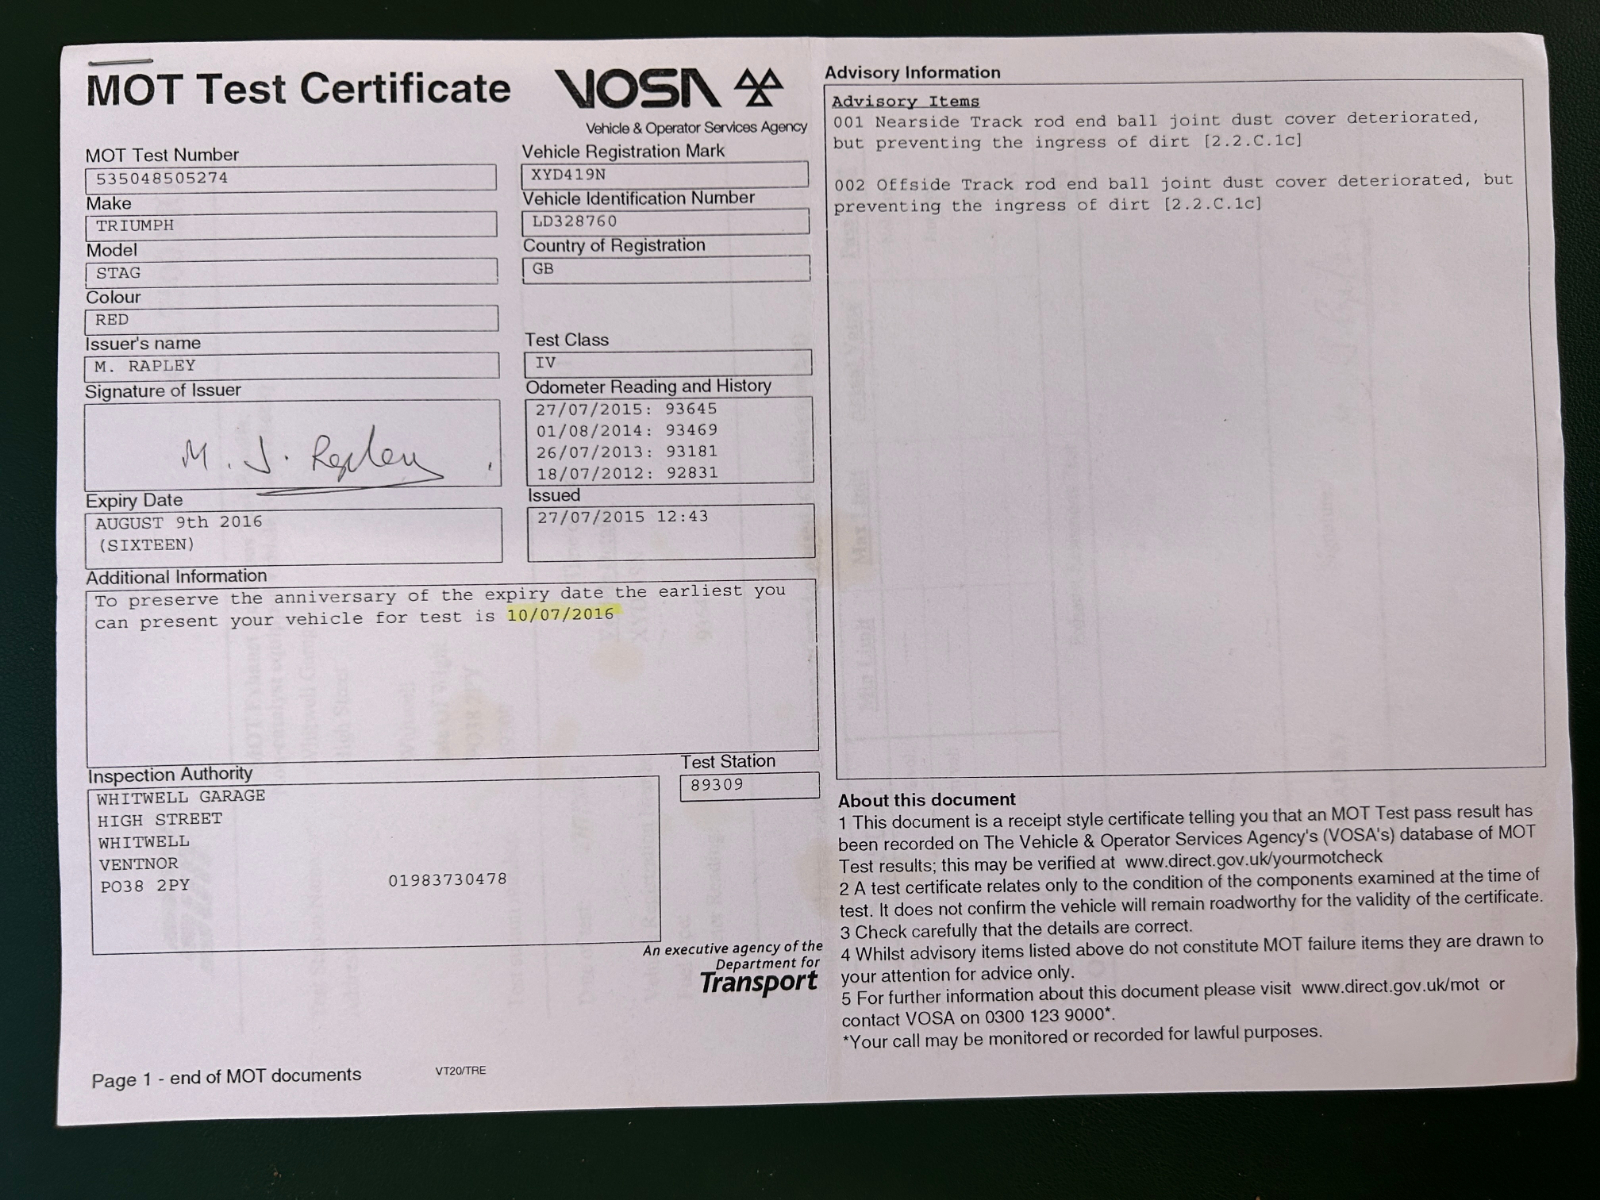 MOT Test Certificate
VOSA
Vehicle & Operator Services Agency
MOT Test Number
535048505274
Vehicle Registration Mark
XYD419N
Make
TRIUMPH
Vehicle Identification Number
LD328760
Model
STAG
Country of Registration
GB
Colour
RED
Issuer's name
M. RAPLEY
Test Class
IV
Signature of Issuer
M. J. Rapley
Odometer Reading and History
27/07/2015: 93645
01/08/2014: 93469
26/07/2013: 93181
18/07/2012: 92831
Expiry Date
AUGUST 9th 2016
(SIXTEEN)
Issued
27/07/2015 12:43
Additional Information
To preserve the anniversary of the expiry date the earliest you
can present your vehicle for test is 10/07/2016
Inspection Authority
WHITWELL GARAGE
HIGH STREET
WHITWELL
VENTNOR
PO38 2PY 01983730478
Test Station
89309
An executive agency of the
Department for
Transport
Page 1 - end of MOT documents
VT20/TRE
Advisory Information
Advisory Items
001 Nearside Track rod end ball joint dust cover deteriorated,
but preventing the ingress of dirt [2.2.C.1c]
002 Offside Track rod end ball joint dust cover deteriorated, but
preventing the ingress of dirt [2.2.C.1c]
About this document
1 This document is a receipt style certificate telling you that an MOT Test pass result has
been recorded on The Vehicle & Operator Services Agency's (VOSA's) database of MOT
Test results; this may be verified at www.direct.gov.uk/yourmotcheck
2 A test certificate relates only to the condition of the components examined at the time of
test. It does not confirm the vehicle will remain roadworthy for the validity of the certificate.
3 Check carefully that the details are correct.
4 Whilst advisory items listed above do not constitute MOT failure items they are drawn to
your attention for advice only.
5 For further information about this document please visit www.direct.gov.uk/mot or
contact VOSA on 0300 123 9000*.
*Your call may be monitored or recorded for lawful purposes.